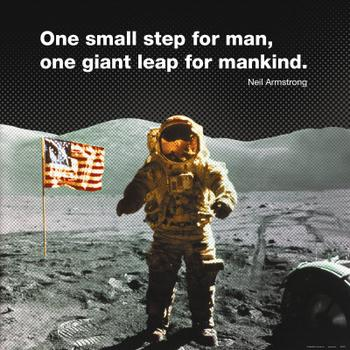 One small step for man,
one giant leap for mankind.
Neil Armstrong